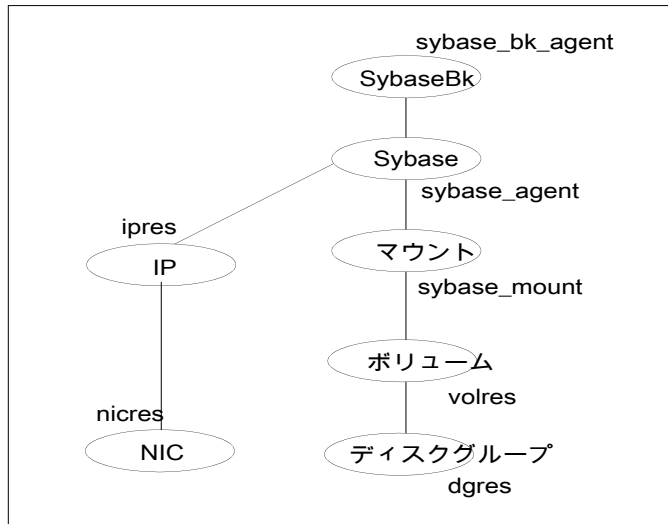 sybase_bk_agent
SybaseBk
Sybase
sybase_agent
ipres
IP
マウント
sybase_mount
ボリューム
volres
nicres
NIC
ディスクグループ
dgres